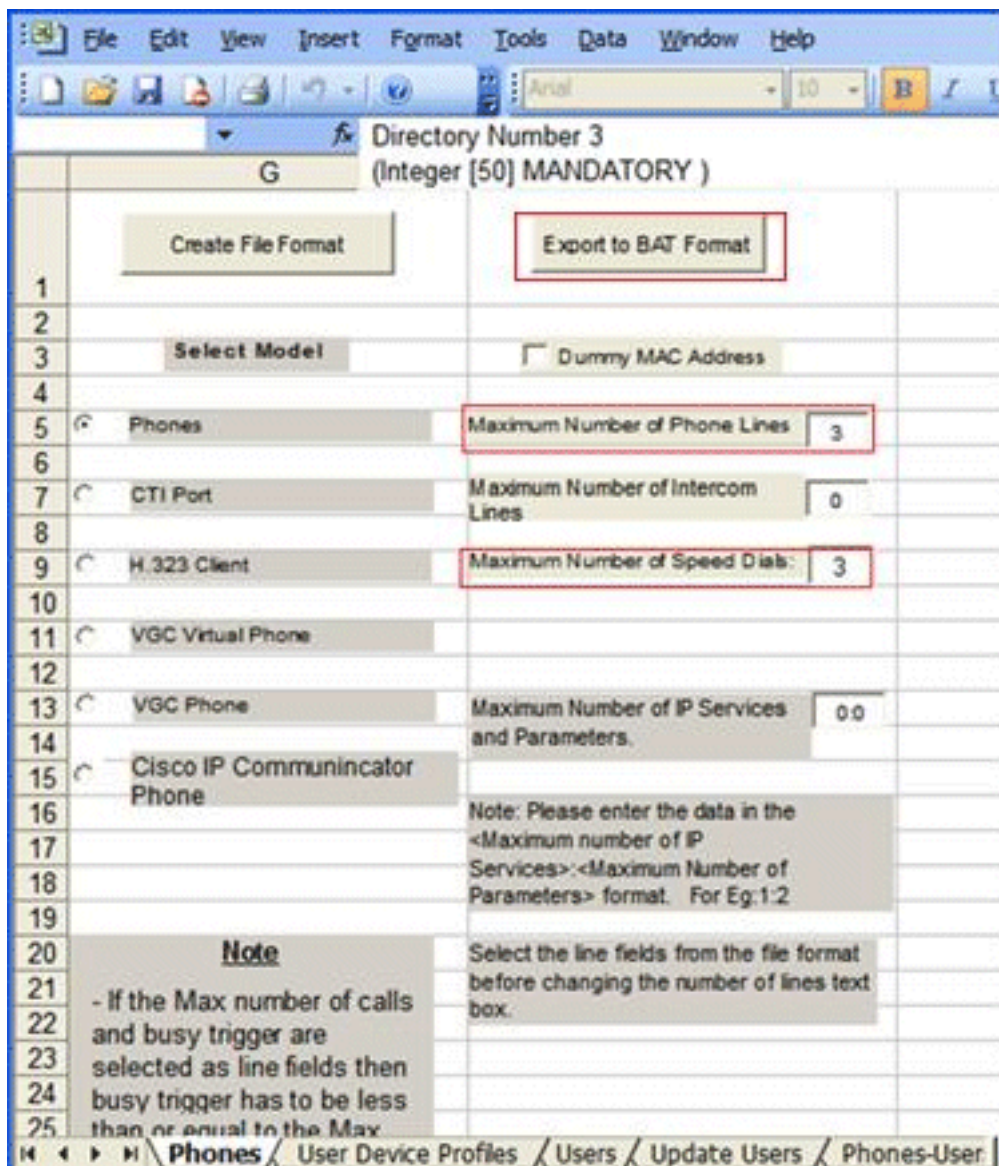 File Edit View Insert Format Tools Data Window Help
Arial 10 B I U
fx Directory Number 3
(Integer [50] MANDATORY )
G
Create File Format Export to BAT Format
1
2
3 Select Model Dummy MAC Address
4
5 Phones Maximum Number of Phone Lines 3
6
7 CTI Port Maximum Number of Intercom
Lines 0
8
9 H.323 Client Maximum Number of Speed Dials: 3
10
11 VGC Virtual Phone
12
13 VGC Phone Maximum Number of IP Services 0:0
14 and Parameters.
15 Cisco IP Communincator
Phone
16 Note: Please enter the data in the
17 <Maximum number of IP
18 Services>:<Maximum Number of
Parameters> format. For Eg:1:2
19
20 Note Select the line fields from the file format
21 - If the Max number of calls before changing the number of lines text
22 and busy trigger are box.
23 selected as line fields then
24 busy trigger has to be less
25 than or equal to the Max
Phones User Device Profiles Users Update Users Phones-User